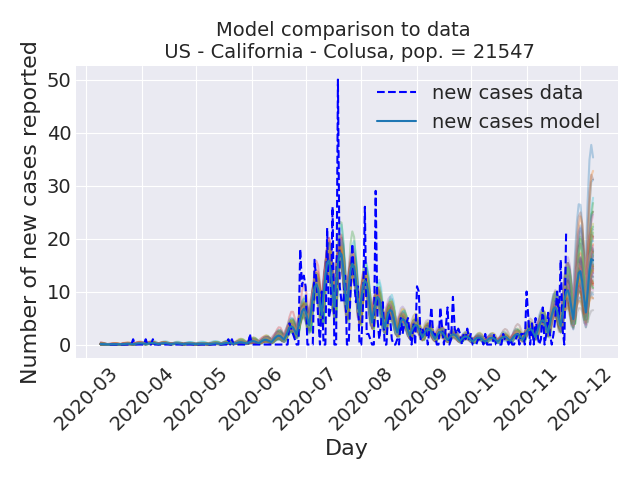 Model comparison to data
US - California - Colusa, pop. = 21547
new cases data
new cases model
Number of new cases reported
50
40
30
20
10
0
2020-03
2020-04
2020-05
2020-06
2020-07
2020-08
2020-09
2020-10
2020-11
2020-12
Day